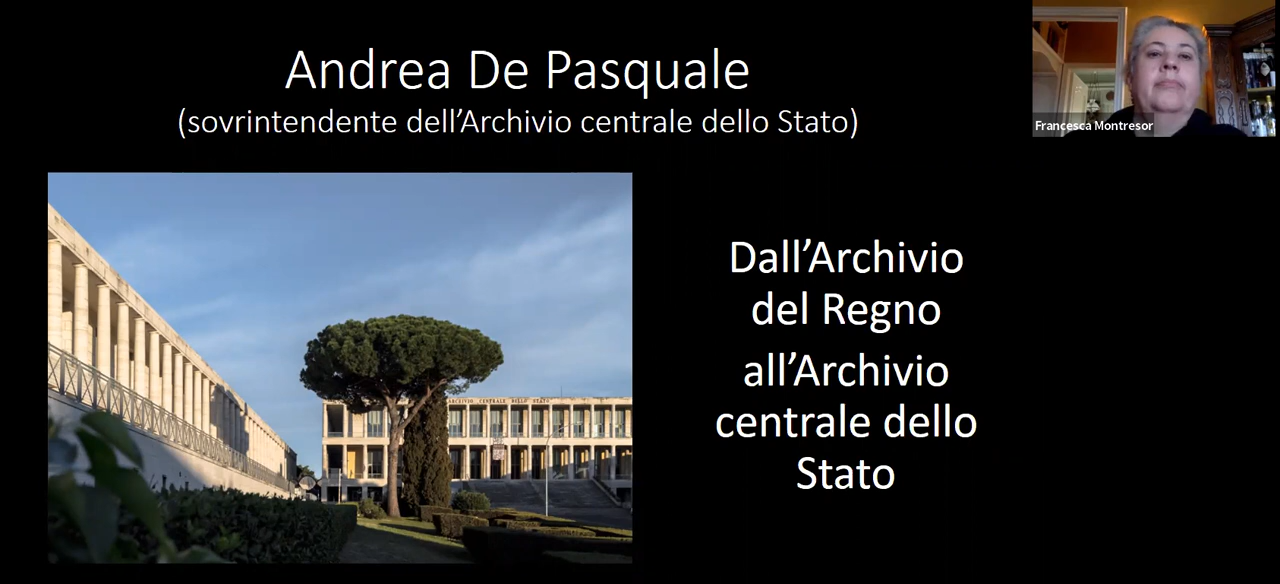 Andrea De Pasquale
(sovrintendente dell’Archivio centrale dello Stato)
Francesca Montresor
Dall’Archivio
del Regno
all’Archivio
centrale dello
Stato
ARCHIVIO CENTRALE DELLO STATO